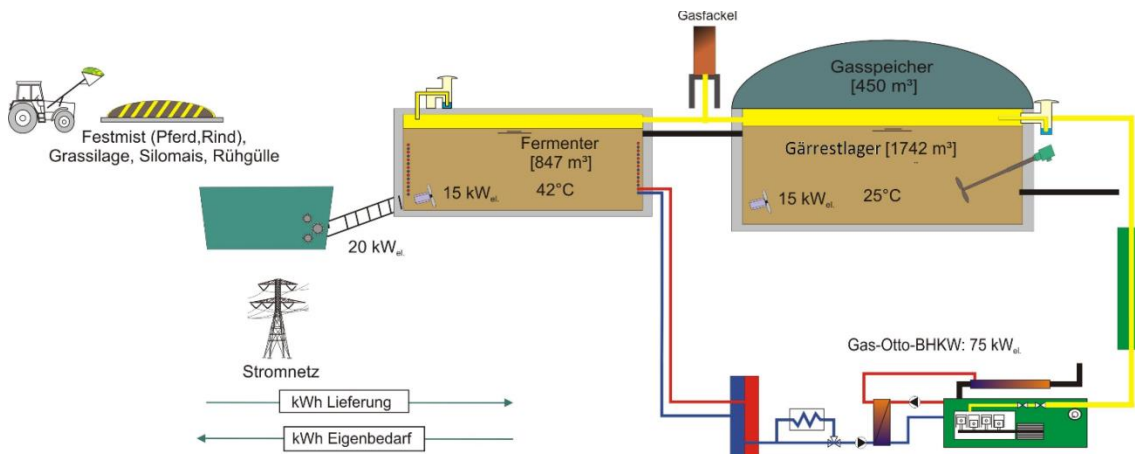 Gasfackel
Gasspeicher
[450 m³]
Festmist (Pferd,Rind),
Grassilage, Silomais, Rühgülle
Fermenter
[847 m³]
Gärrestlager [1742 m³]
15 kWel.
42°C
15 kWel.
25°C
20 kWel.
Stromnetz
Gas-Otto-BHKW: 75 kWel.
kWh Lieferung
kWh Eigenbedarf